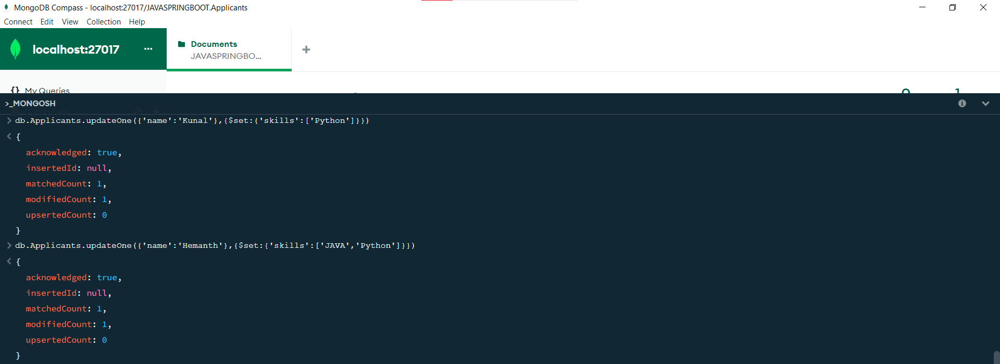 MongoDB Compass - localhost:27017/JAVASPRINGBOOT.Applicants
Connect Edit View Collection Help
localhost:27017 ...
Documents
JAVASPRINGBO...
+
{} My Queries
>_MONGOSH
> db.Applicants.updateOne({'name':'Kunal'},{$set:{'skills':['Python']}})
< {
acknowledged: true,
insertedId: null,
matchedCount: 1,
modifiedCount: 1,
upsertedCount: 0
}
> db.Applicants.updateOne({'name':'Hemanth'},{$set:{'skills':['JAVA','Python']}})
< {
acknowledged: true,
insertedId: null,
matchedCount: 1,
modifiedCount: 1,
upsertedCount: 0
}